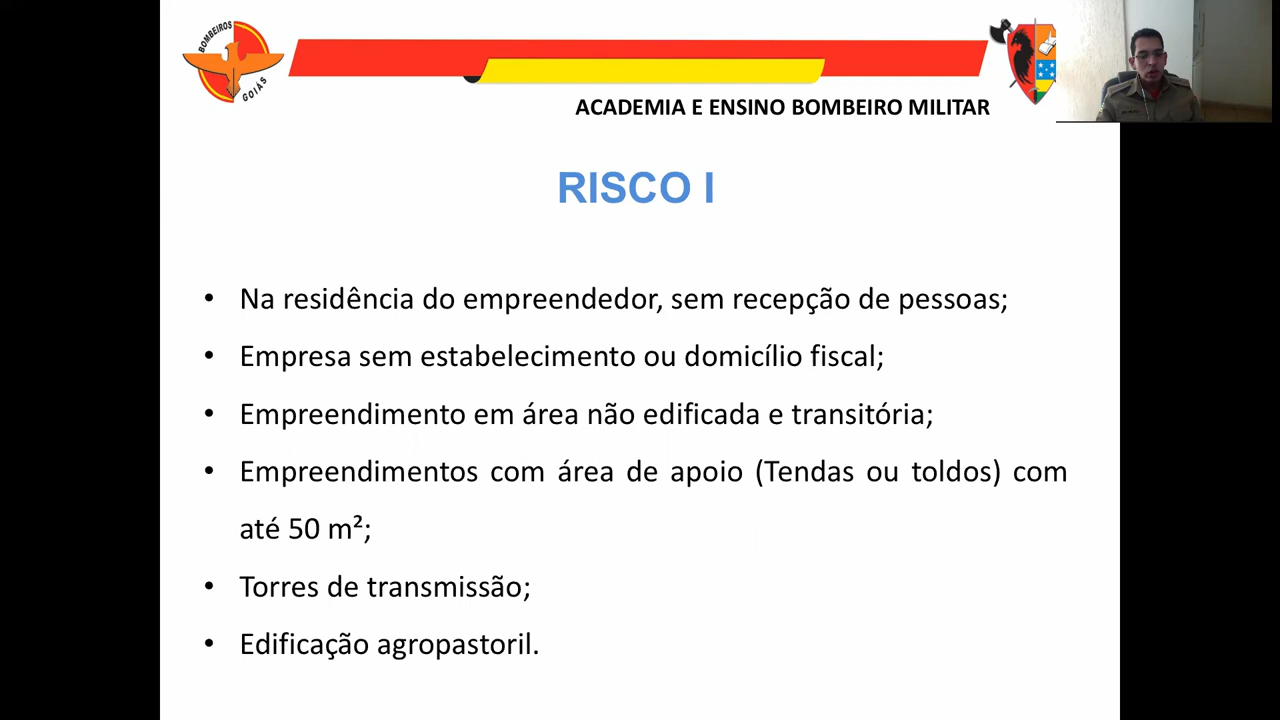 BOMBEIROS
GOIÁS
ACADEMIA E ENSINO BOMBEIRO MILITAR
RISCO I
• Na residência do empreendedor, sem recepção de pessoas;
• Empresa sem estabelecimento ou domicílio fiscal;
• Empreendimento em área não edificada e transitória;
• Empreendimentos com área de apoio (Tendas ou toldos) com
até 50 m²;
• Torres de transmissão;
• Edificação agropastoril.